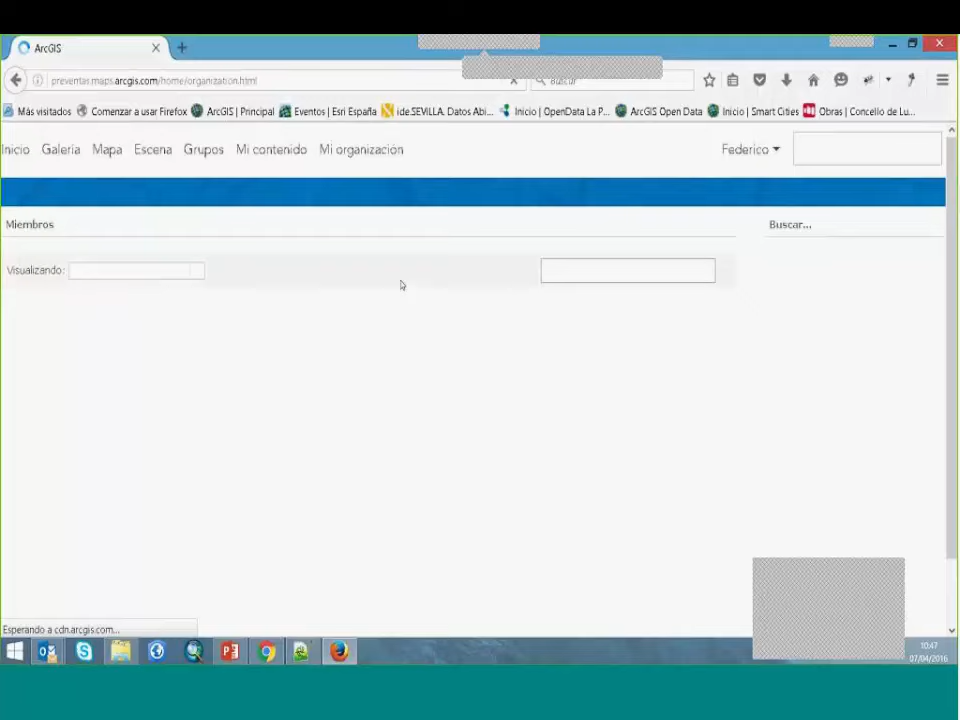 ArcGIS
preventas.maps.arcgis.com/home/organization.html
Buscar
Más visitados Comenzar a usar Firefox ArcGIS | Principal Eventos | Esri España ide.SEVILLA. Datos Abi... Inicio | OpenData La P... ArcGIS Open Data Inicio | Smart Cities Obras | Concello de Lu...
Inicio Galería Mapa Escena Grupos Mi contenido Mi organización Federico
Miembros Buscar...
Visualizando:
Esperando a cdn.arcgis.com...
10:47
07/04/2016